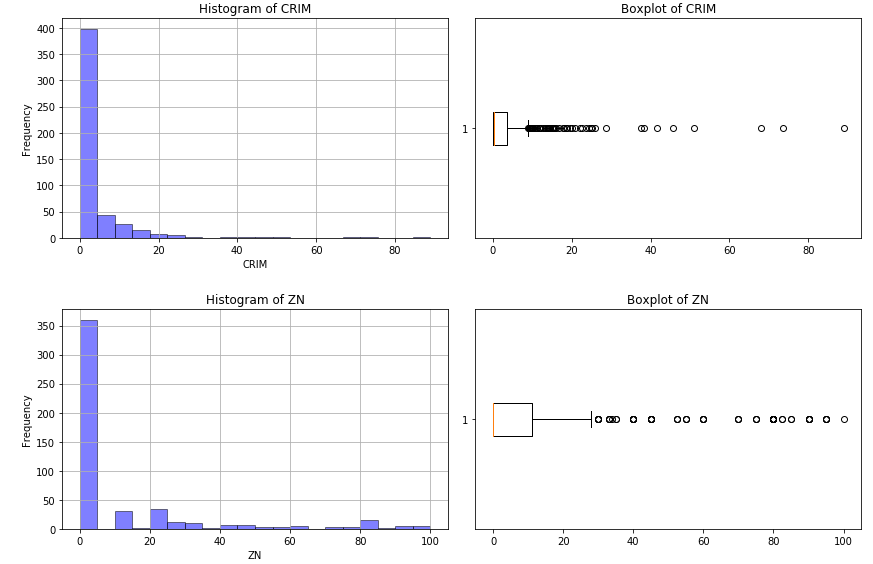 Histogram of CRIM
400
350
300
250
200
150
100
50
0
Frequency
0 20 40 60 80
CRIM
Boxplot of CRIM
1
0 20 40 60 80
Histogram of ZN
350
300
250
200
150
100
50
0
Frequency
0 20 40 60 80 100
ZN
Boxplot of ZN
1
0 20 40 60 80 100